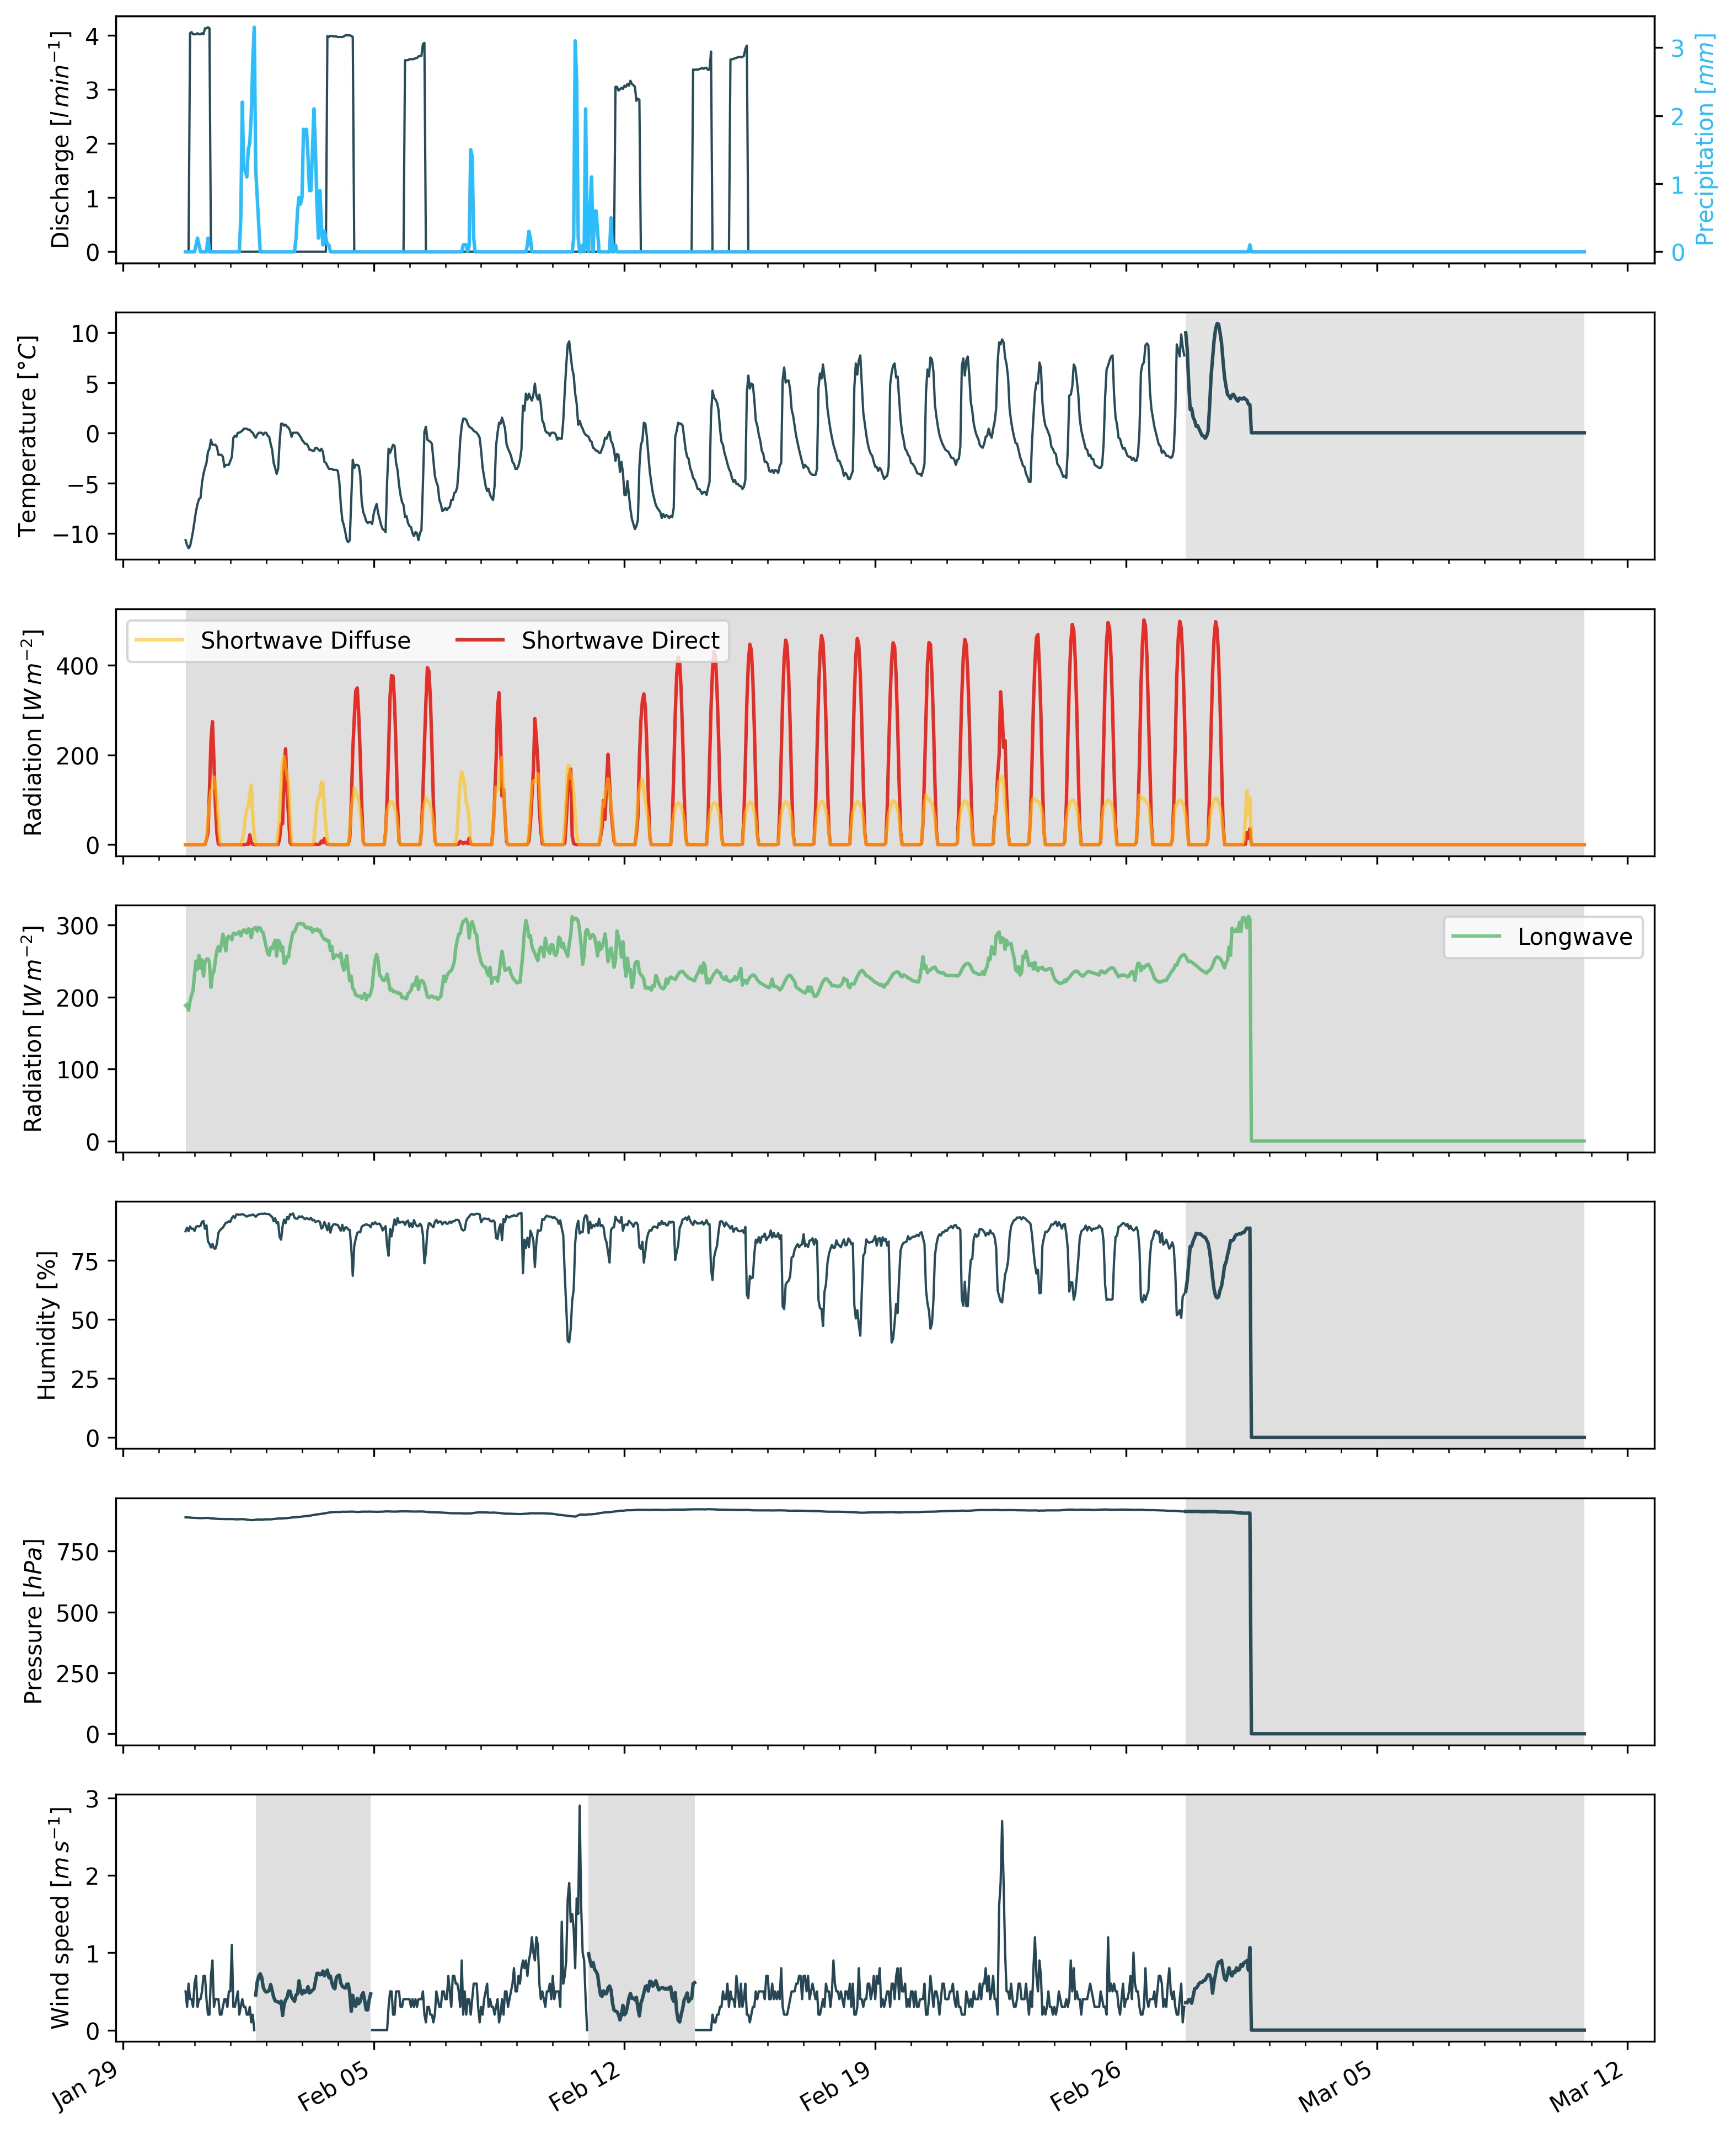 Discharge [l min⁻¹]
4
3
2
1
0
3
2
1
0
Precipitation [mm]
Temperature [°C]
10
5
0
−5
−10
Radiation [W m⁻²]
400
200
0
Shortwave Diffuse
Shortwave Direct
Radiation [W m⁻²]
300
200
100
0
Longwave
Humidity [%]
75
50
25
0
Pressure [hPa]
750
500
250
0
Wind speed [m s⁻¹]
3
2
1
0
Jan 29
Feb 05
Feb 12
Feb 19
Feb 26
Mar 05
Mar 12